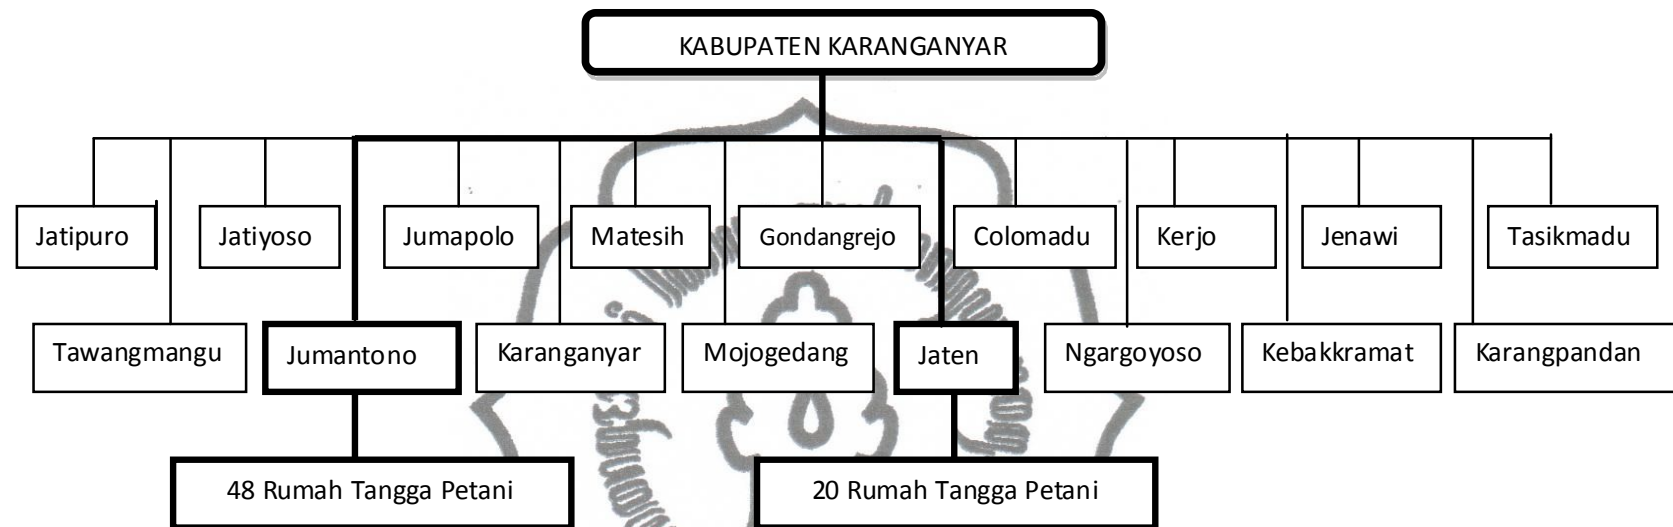 KABUPATEN KARANGANYAR
Jatipuro
Jatiyoso
Jumapolo
Matesih
Gondangrejo
Colomadu
Kerjo
Jenawi
Tasikmadu
Tawangmangu
Jumantono
Karanganyar
Mojogedang
Jaten
Ngargoyoso
Kebakkramat
Karangpandan
48 Rumah Tangga Petani
20 Rumah Tangga Petani